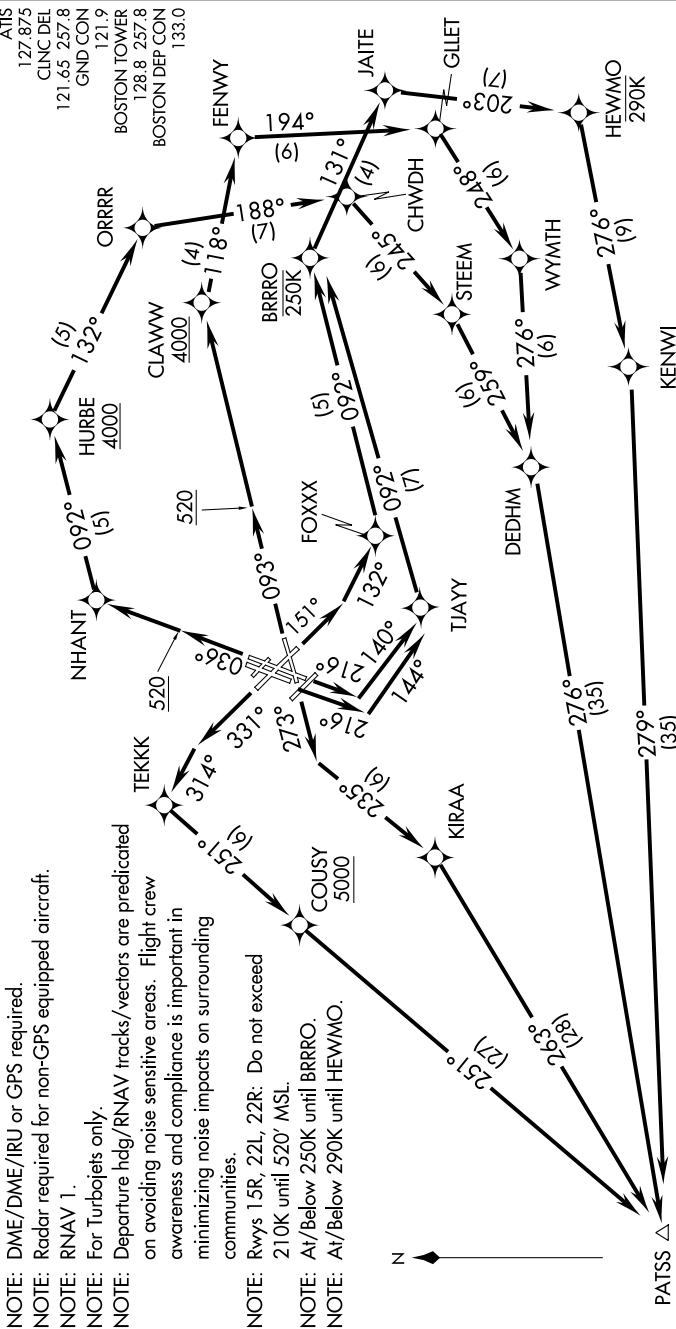 NOTE: DME/DME/IRU or GPS required.
NOTE: Radar required for non-GPS equipped aircraft.
NOTE: RNAV 1.
NOTE: For Turbojets only.
NOTE: Departure hdg/RNAV tracks/vectors are predicated
on avoiding noise sensitive areas. Flight crew
awareness and compliance is important in
minimizing noise impacts on surrounding
communities.
NOTE: Rwys 15R, 22L, 22R: Do not exceed
210K until 520' MSL.
NOTE: At/Below 250K until BRRRO.
NOTE: At/Below 290K until HEWMO.
ATIS
127.875
CLNC DEL
121.65 257.8
GND CON
121.9
BOSTON TOWER
128.8 257.8
BOSTON DEP CON
133.0
NHANT
092°
(5)
HURBE
4000
(5)
132°
ORRRR
188°
(7)
520
036°
TEKKK
314°
331°
251°
(6)
COUSY
5000
251°
(27)
520
093°
CLAWW
4000
(4)
118°
FENWY
194°
(9)
FOXXX
151°
132°
(5)
092°
BRRRO
250K
131°
(4)
JAITE
203°
(7)
GLLET
CHWDH
245°
(6)
248°
(6)
STEEM
WYMTH
259°
(6)
276°
(6)
HEWMO
290K
276°
(9)
KENWI
092°
(7)
TJAYY
216°
140°
216°
144°
273°
235°
(6)
KIRAA
263°
(28)
DEDHM
276°
(35)
279°
(35)
N
PATSS